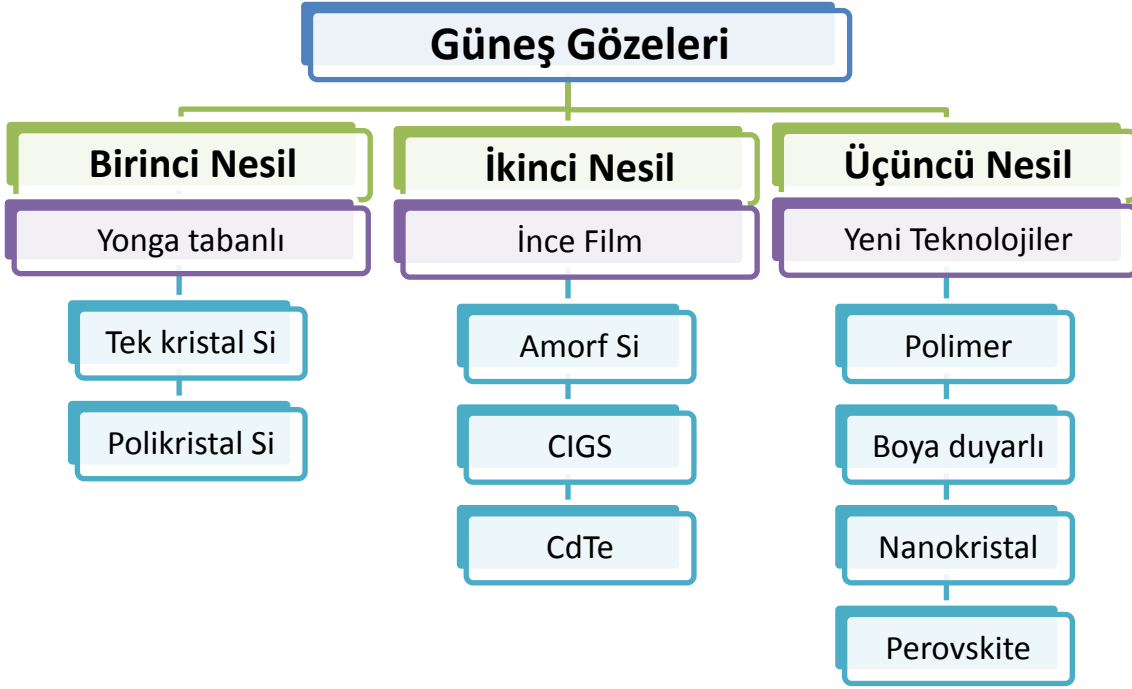 Güneş Gözeleri
Birinci Nesil
Yonga tabanlı
Tek kristal Si
Polikristal Si
İkinci Nesil
İnce Film
Amorf Si
CIGS
CdTe
Üçüncü Nesil
Yeni Teknolojiler
Polimer
Boya duyarlı
Nanokristal
Perovskite